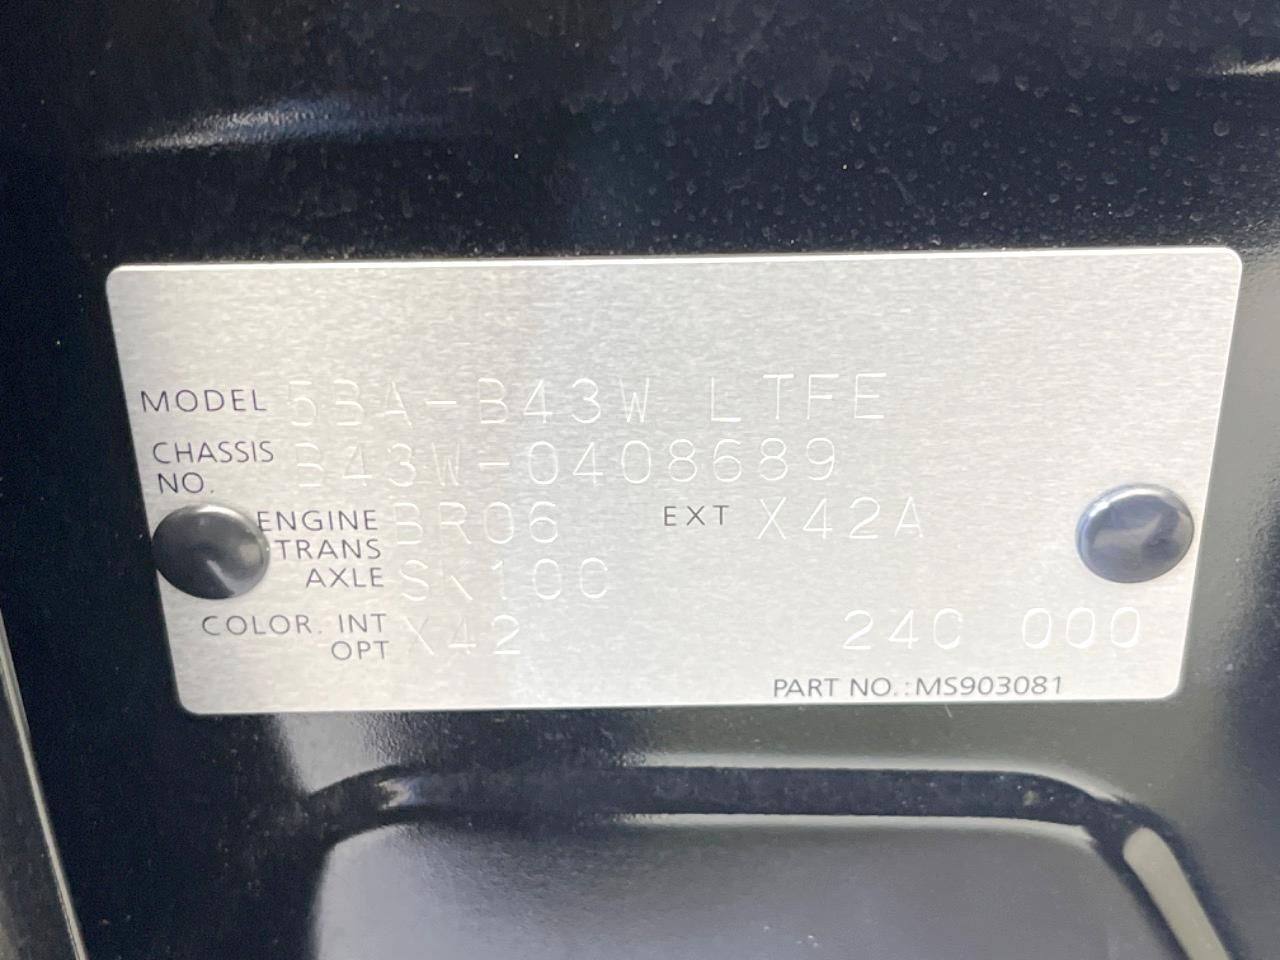 MODEL 5BA-B43W LTFE
CHASSIS NO. B43W-0408689
ENGINE BR06 EXT X42A
TRANS
AXLE SK10C
COLOR. INT
OPT X42 24C 000
PART NO.:MS903081